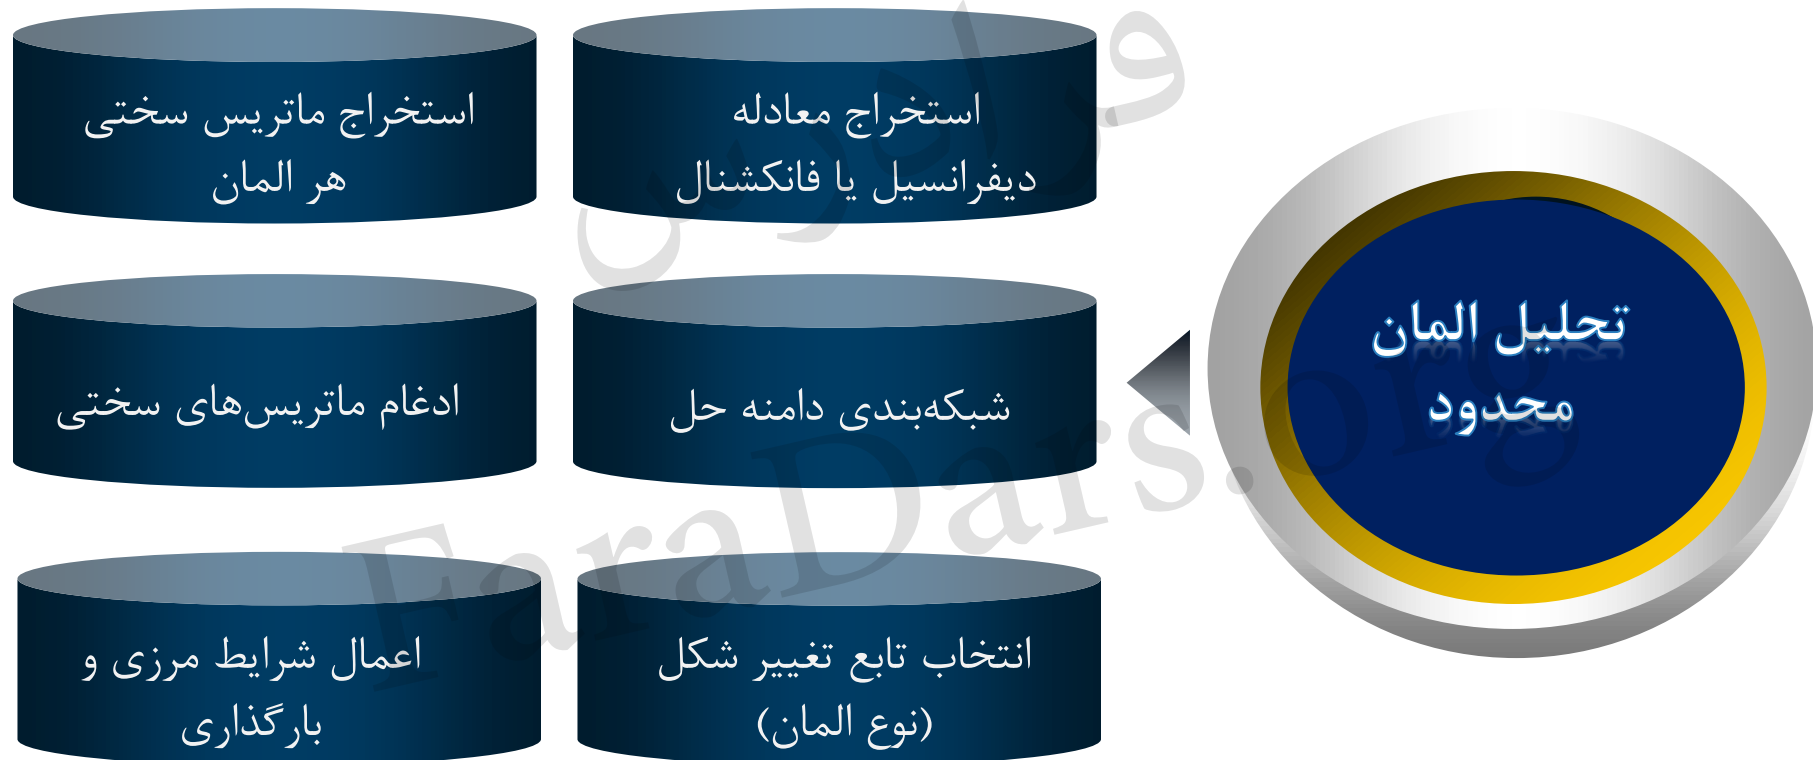 تحلیل المان
محدود
استخراج معادله
دیفرانسیل یا فانکشنال
شبکه‌بندی دامنه حل
انتخاب تابع تغییر شکل
(نوع المان)
استخراج ماتریس سختی
هر المان
ادغام ماتریس‌های سختی
اعمال شرایط مرزی و
بارگذاری
فرادرس
FaraDars.org